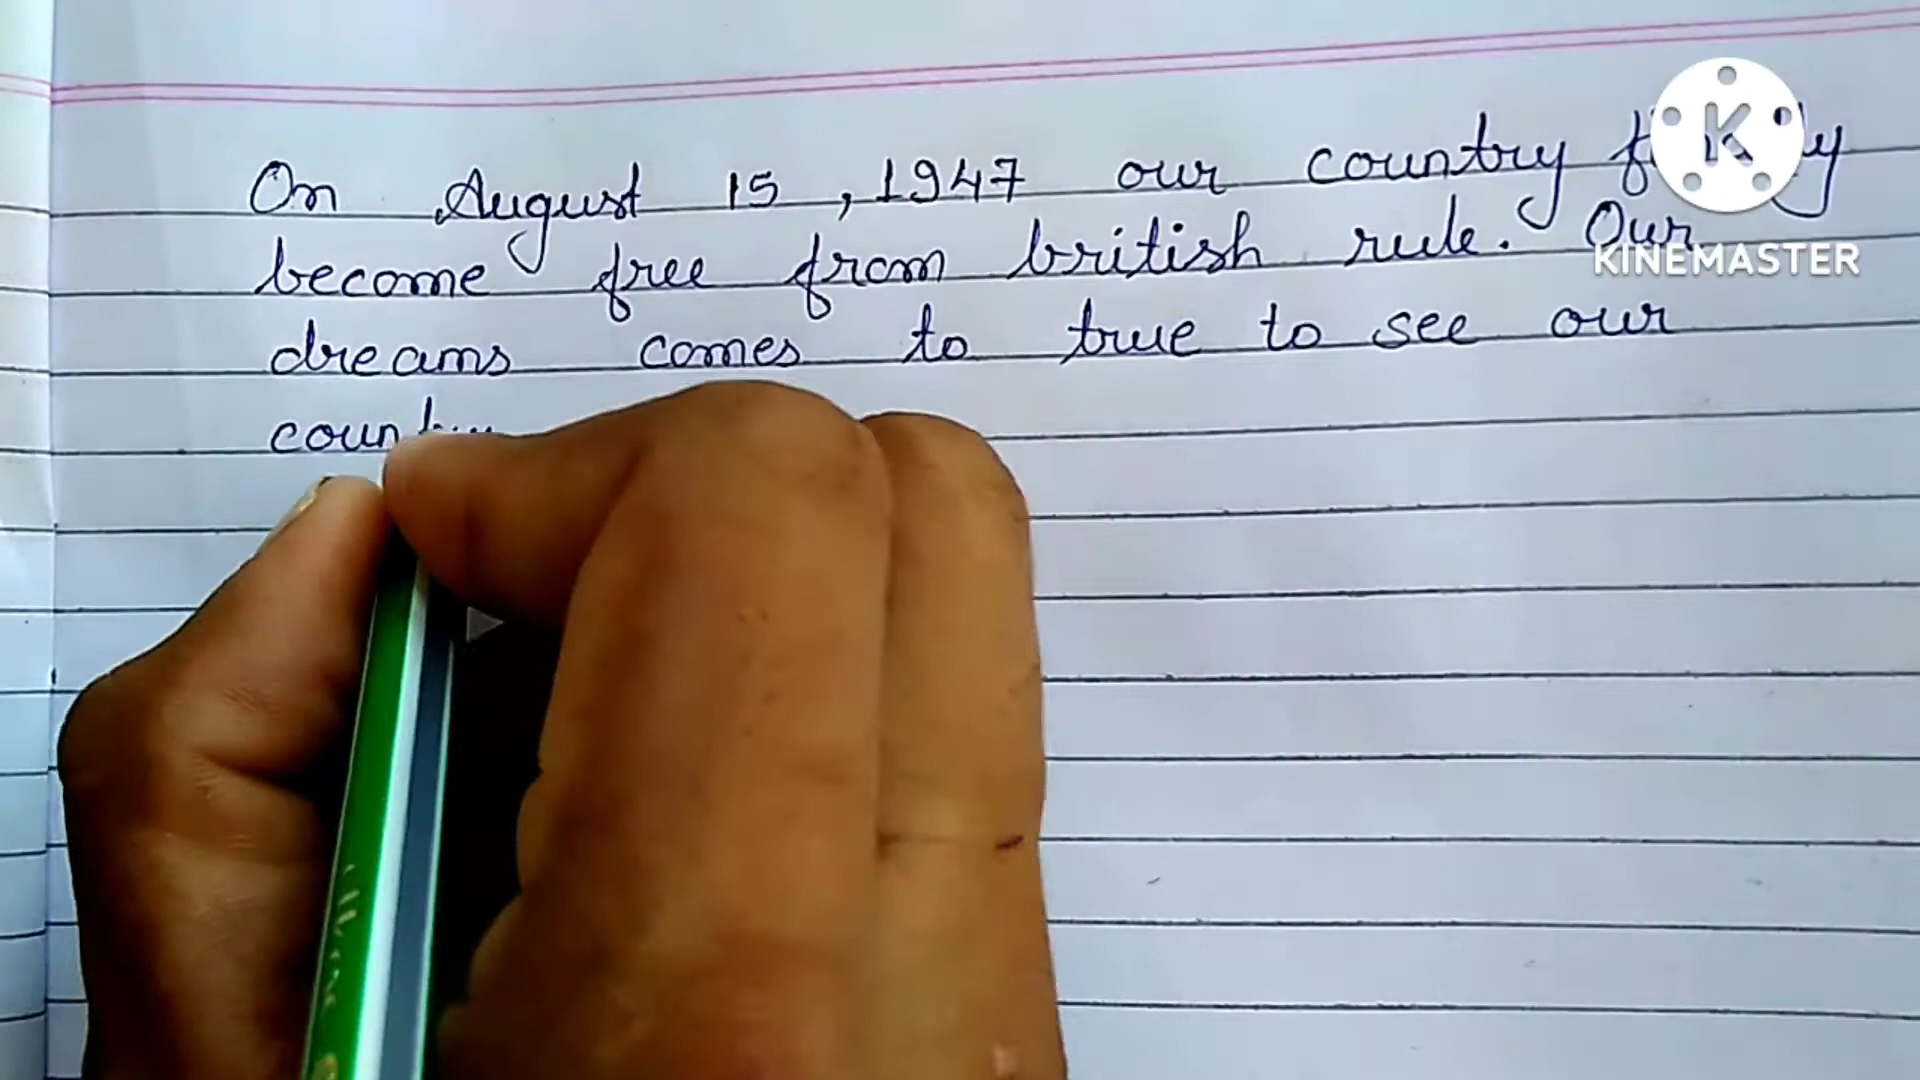 On August 15, 1947 our country
become free from british rule. Our
dreams comes to true to see our
KINEMASTER